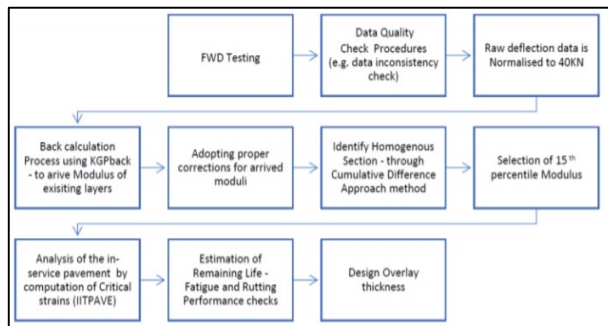 FWD Testing
Data Quality
Check Procedures
(e.g. data inconsistency
check)
Raw deflection data is
Normalised to 40KN
Back calculation
Process using KGPback
- to arive Modulus of
exisiting layers
Adopting proper
corrections for arrived
moduli
Identify Homogenous
Section - through
Cumulative Difference
Approach method
Selection of 15th
percentile Modulus
Analysis of the in-
service pavement by
computation of Critical
strains (IITPAVE)
Estimation of
Remaining Life -
Fatigue and Rutting
Performance checks
Design Overlay
thickness